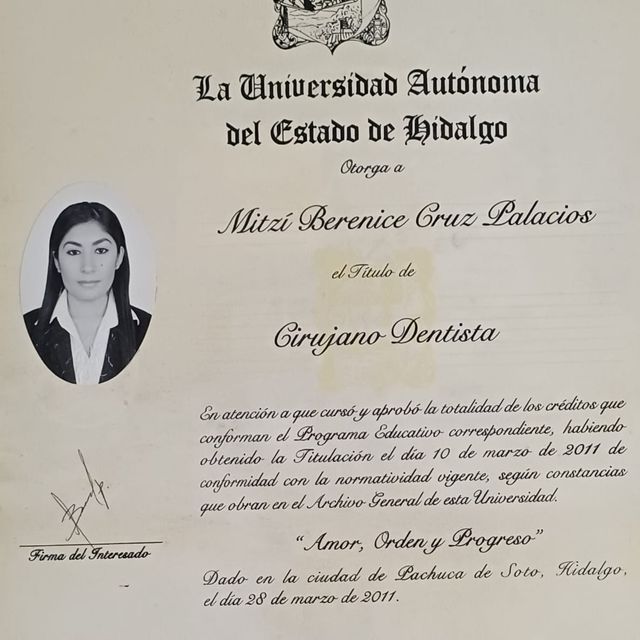 La Universidad Autónoma
del Estado de Hidalgo
Otorga a
Mitzí Berenice Cruz Palacios
el Título de
Cirujano Dentista
En atención a que cursó y aprobó la totalidad de los créditos que
conforman el Programa Educativo correspondiente, habiendo
obtenido la Titulación el día 10 de marzo de 2011 de
conformidad con la normatividad vigente, según constancias
que obran en el Archivo General de esta Universidad.
“Amor, Orden y Progreso”
Dado en la ciudad de Pachuca de Soto, Hidalgo,
el día 28 de marzo de 2011.
Firma del Interesado